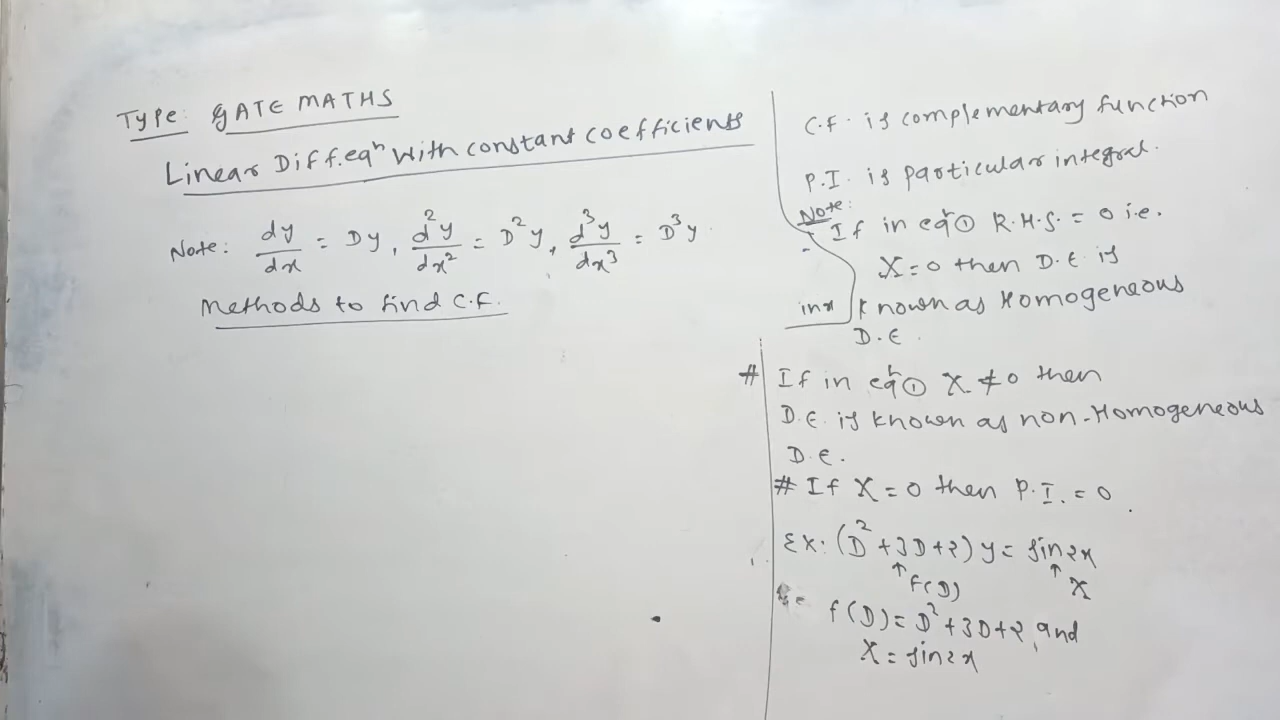 Type: GATE MATHS
Linear Diff.eqⁿ with constant coefficients
Note: dy/dx = Dy, d²y/dx² = D²y, d³y/dx³ = D³y
Methods to find C.F.
C.F. is complementary function
P.I. is particular integral.
Note:
- If in eqⁿ① R.H.S. = 0 i.e.
X=0 then D.E is
known as Homogeneous
D.E.
# If in eqⁿ① X ≠ 0 then
D.E. is known as non-Homogeneous
D.E.
# If X = 0 then P.I. = 0
Ex: (D²+3D+2) y = sin2x
↑ F(D) ↑ X
f(D) = D²+3D+2, and
X = sin2x